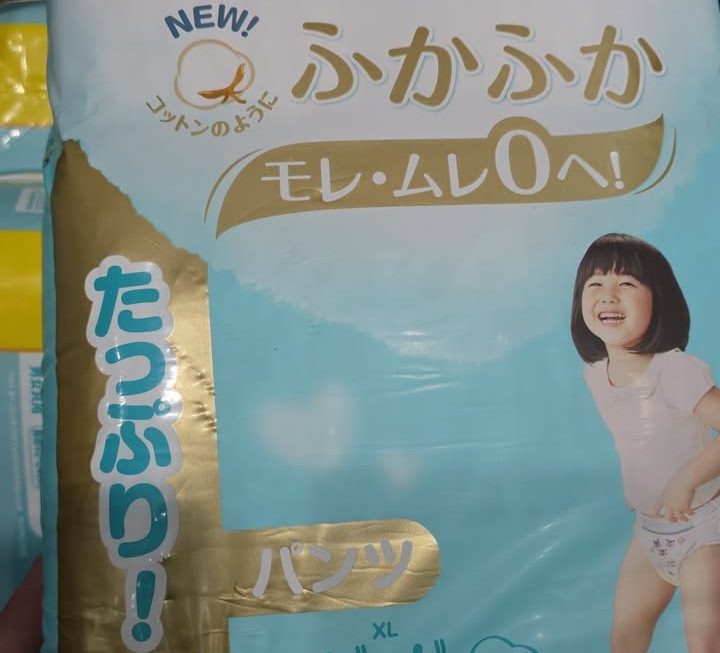 NEW!
コットンのように
ふかふか
モレ・ムレ0へ!
たっぷり!
パンツ
XL